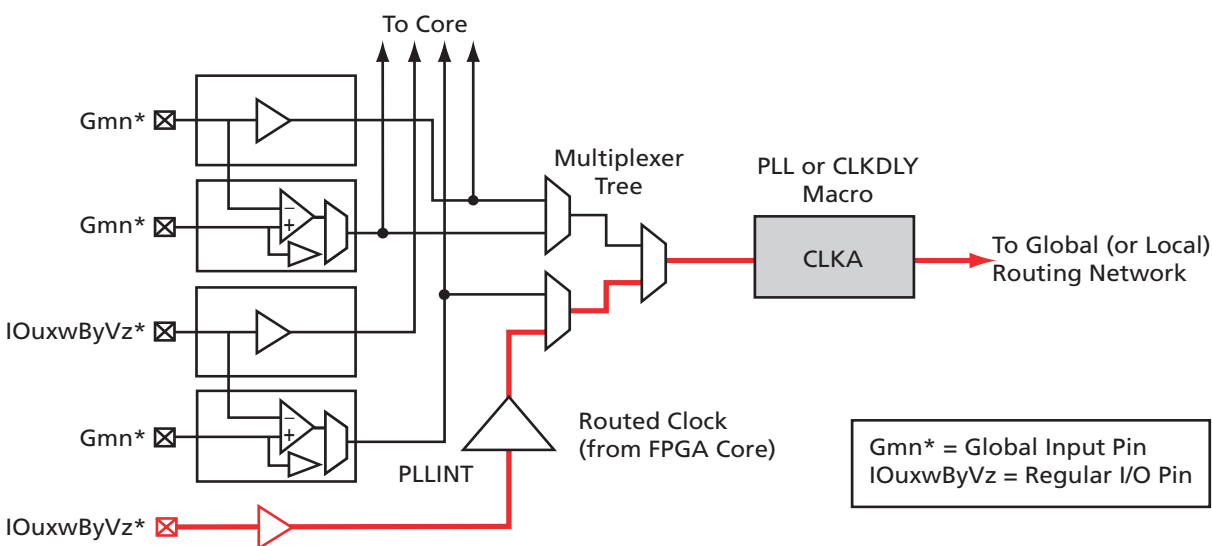 To Core
Gmn*
Multiplexer
Tree
PLL or CLKDLY
Macro
Gmn*
−
+
CLKA
To Global (or Local)
Routing Network
IOuxwByVz*
Gmn*
−
+
Routed Clock
(from FPGA Core)
PLLINT
IOuxwByVz*
Gmn* = Global Input Pin
IOuxwByVz = Regular I/O Pin